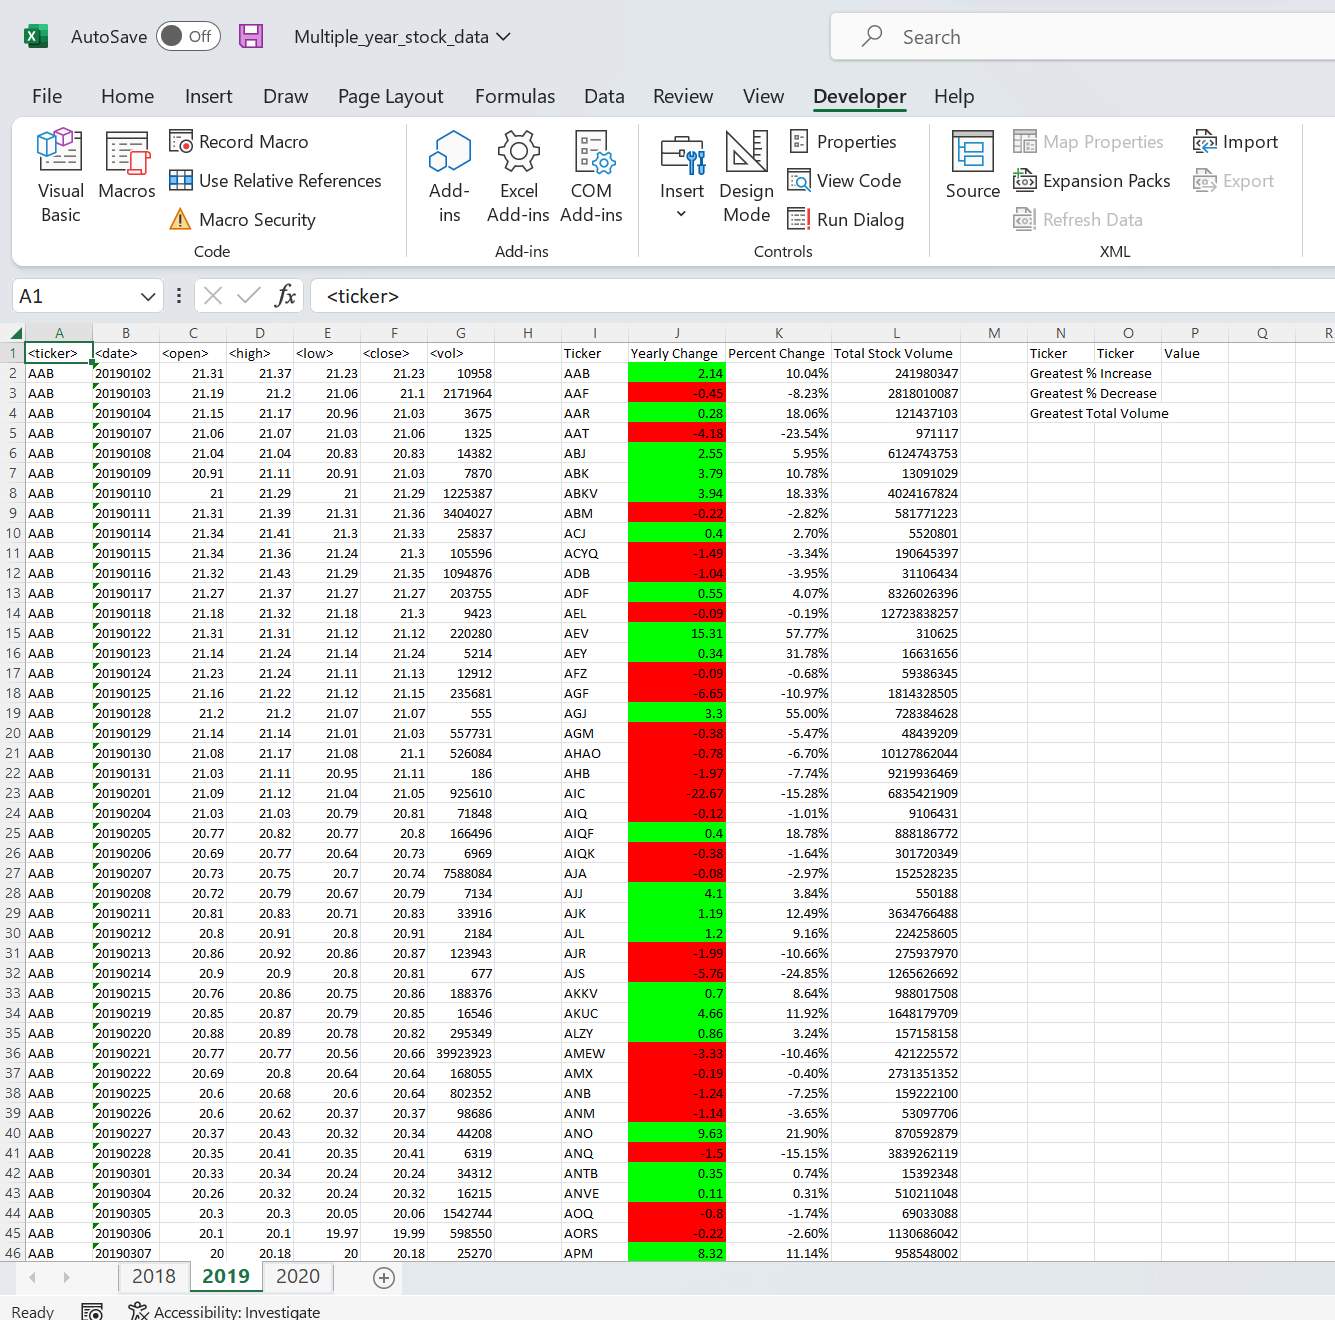 AutoSave Off Multiple_year_stock_data Search
File Home Insert Draw Page Layout Formulas Data Review View Developer Help
Visual Basic
Macros
Record Macro
Use Relative References
Macro Security
Code
Add-ins
Excel Add-ins
COM Add-ins
Add-ins
Insert
Design Mode
Properties
View Code
Run Dialog
Controls
Source
Map Properties
Expansion Packs
Refresh Data
Import
Export
XML
A1 fx <ticker>
A B C D E F G H I J K L M N O P Q R
1 <ticker> <date> <open> <high> <low> <close> <vol> Ticker Yearly Change Percent Change Total Stock Volume Ticker Ticker Value
2 AAB 20190102 21.31 21.37 21.23 21.23 10958 AAB 2.14 10.04% 241980347 Greatest % Increase
3 AAB 20190103 21.19 21.2 21.06 21.1 2171964 AAF -0.45 -8.23% 2818010087 Greatest % Decrease
4 AAB 20190104 21.15 21.17 20.96 21.03 3675 AAR 0.28 18.06% 121437103 Greatest Total Volume
5 AAB 20190107 21.06 21.07 21.03 21.06 1325 AAT -4.18 -23.54% 971117
6 AAB 20190108 21.04 21.04 20.83 20.83 14382 ABJ 2.55 5.95% 6124743753
7 AAB 20190109 20.91 21.11 20.91 21.03 7870 ABK 3.79 10.78% 13091029
8 AAB 20190110 21 21.29 21 21.29 1225387 ABKV 3.94 18.33% 4024167824
9 AAB 20190111 21.31 21.39 21.31 21.36 3404027 ABM -0.22 -2.82% 581771223
10 AAB 20190114 21.34 21.41 21.3 21.33 25837 ACJ 0.4 2.70% 5520801
11 AAB 20190115 21.34 21.36 21.24 21.3 105596 ACYQ -1.49 -3.34% 190645397
12 AAB 20190116 21.32 21.43 21.29 21.35 1094876 ADB -1.04 -3.95% 31106434
13 AAB 20190117 21.27 21.37 21.27 21.27 203755 ADF 0.55 4.07% 8326026396
14 AAB 20190118 21.18 21.32 21.18 21.3 9423 AEL -0.09 -0.19% 12723838257
15 AAB 20190122 21.31 21.31 21.12 21.12 220280 AEV 15.31 57.77% 310625
16 AAB 20190123 21.14 21.24 21.14 21.24 5214 AEY 0.34 31.78% 16631656
17 AAB 20190124 21.23 21.24 21.11 21.13 12912 AFZ -0.09 -0.68% 59386345
18 AAB 20190125 21.16 21.22 21.12 21.15 235681 AGF -6.65 -10.97% 1814328505
19 AAB 20190128 21.2 21.2 21.07 21.07 555 AGJ 3.3 55.00% 728384628
20 AAB 20190129 21.14 21.14 21.01 21.03 557731 AGM -0.38 -5.47% 48439209
21 AAB 20190130 21.08 21.17 21.08 21.1 526084 AHAO -0.78 -6.70% 10127862044
22 AAB 20190131 21.03 21.11 20.95 21.11 186 AHB -1.97 -7.74% 9219936469
23 AAB 20190201 21.09 21.12 21.04 21.05 925610 AIC -22.67 -15.28% 6835421909
24 AAB 20190204 21.03 21.03 20.79 20.81 71848 AIQ -0.12 -1.01% 9106431
25 AAB 20190205 20.77 20.82 20.77 20.8 166496 AIQF 0.4 18.78% 888186772
26 AAB 20190206 20.69 20.77 20.64 20.73 6969 AIQK -0.38 -1.64% 301720349
27 AAB 20190207 20.73 20.75 20.7 20.74 7588084 AJA -0.08 -2.97% 152528235
28 AAB 20190208 20.72 20.79 20.67 20.79 7134 AJJ 4.1 3.84% 550188
29 AAB 20190211 20.81 20.83 20.71 20.83 33916 AJK 1.19 12.49% 3634766488
30 AAB 20190212 20.8 20.91 20.8 20.91 2184 AJL 1.2 9.16% 224258605
31 AAB 20190213 20.86 20.92 20.86 20.87 123943 AJR -1.99 -10.66% 275937970
32 AAB 20190214 20.9 20.9 20.8 20.81 677 AJS -5.76 -24.85% 1265626692
33 AAB 20190215 20.76 20.86 20.75 20.86 188376 AKKV 0.7 8.64% 988017508
34 AAB 20190219 20.85 20.87 20.79 20.85 16546 AKUC 4.66 11.92% 1648179709
35 AAB 20190220 20.88 20.89 20.78 20.82 295349 ALZY 0.86 3.24% 157158158
36 AAB 20190221 20.77 20.77 20.56 20.66 39923923 AMEW -3.33 -10.46% 421225572
37 AAB 20190222 20.69 20.8 20.64 20.64 168055 AMX -0.19 -0.40% 2731351352
38 AAB 20190225 20.6 20.68 20.6 20.64 802352 ANB -1.24 -7.25% 159222100
39 AAB 20190226 20.6 20.62 20.37 20.37 98686 ANM -1.14 -3.65% 53097706
40 AAB 20190227 20.37 20.43 20.32 20.34 44208 ANO 9.63 21.90% 870592879
41 AAB 20190228 20.35 20.41 20.35 20.41 6319 ANQ -1.5 -15.15% 3839262119
42 AAB 20190301 20.33 20.34 20.24 20.24 34312 ANTB 0.35 0.74% 15392348
43 AAB 20190304 20.26 20.32 20.24 20.32 16215 ANVE 0.11 0.31% 510211048
44 AAB 20190305 20.3 20.3 20.05 20.06 1542744 AOQ -0.8 -1.74% 69033088
45 AAB 20190306 20.1 20.1 19.97 19.99 598550 AORS -0.22 -2.60% 1130686042
46 AAB 20190307 20 20.18 20 20.18 25270 APM 8.32 11.14% 958548002
2018 2019 2020
Ready Accessibility: Investigate